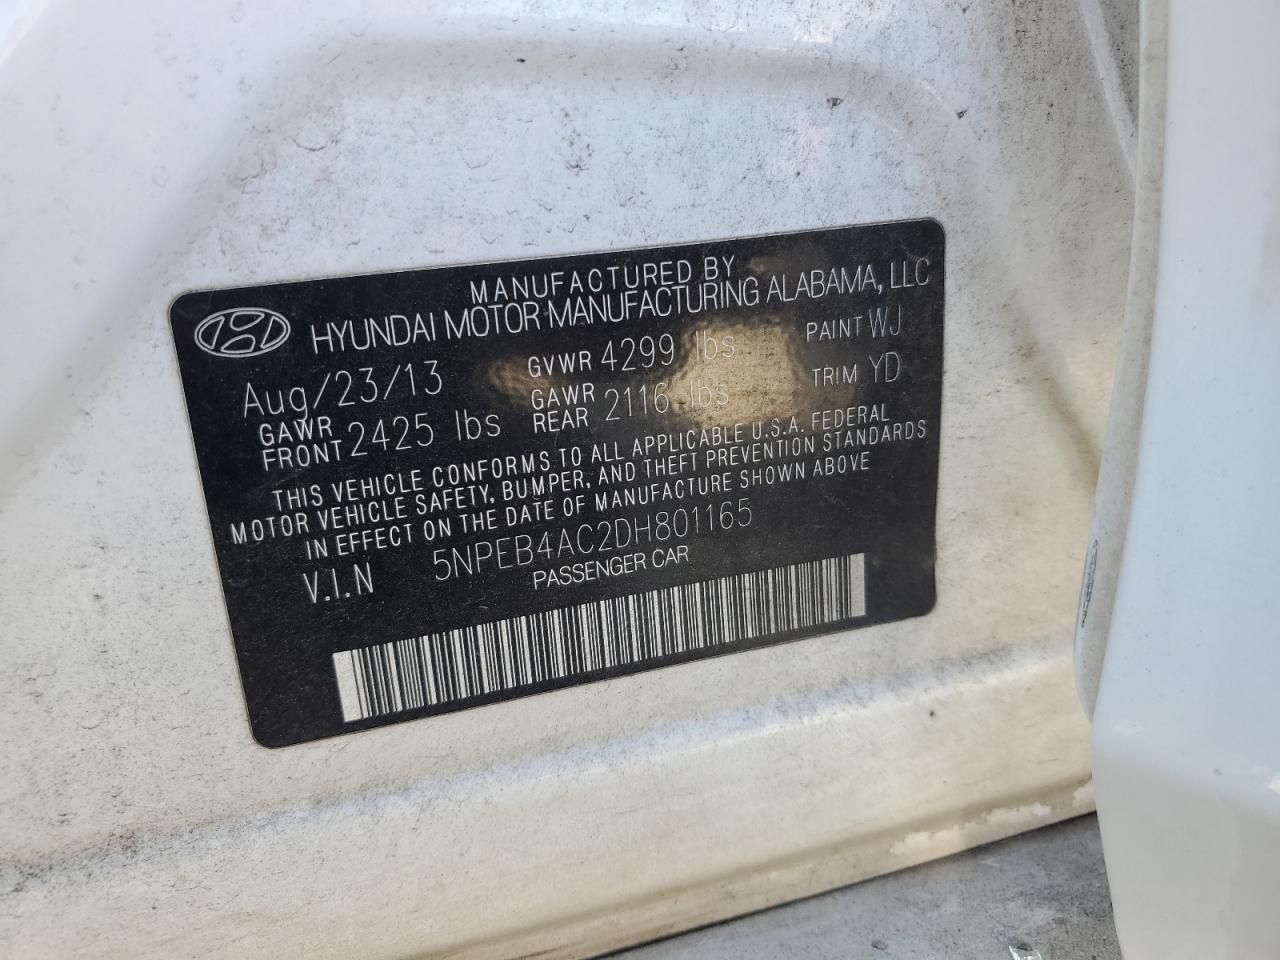 MANUFACTURED BY
HYUNDAI MOTOR MANUFACTURING ALABAMA, LLC
Aug/23/13 GVWR 4299 lbs PAINT WJ
GAWR FRONT 2425 lbs GAWR REAR 2116 lbs TRIM YD
THIS VEHICLE CONFORMS TO ALL APPLICABLE U.S.A. FEDERAL
MOTOR VEHICLE SAFETY, BUMPER, AND THEFT PREVENTION STANDARDS
IN EFFECT ON THE DATE OF MANUFACTURE SHOWN ABOVE
V.I.N 5NPEB4AC2DH801165
PASSENGER CAR